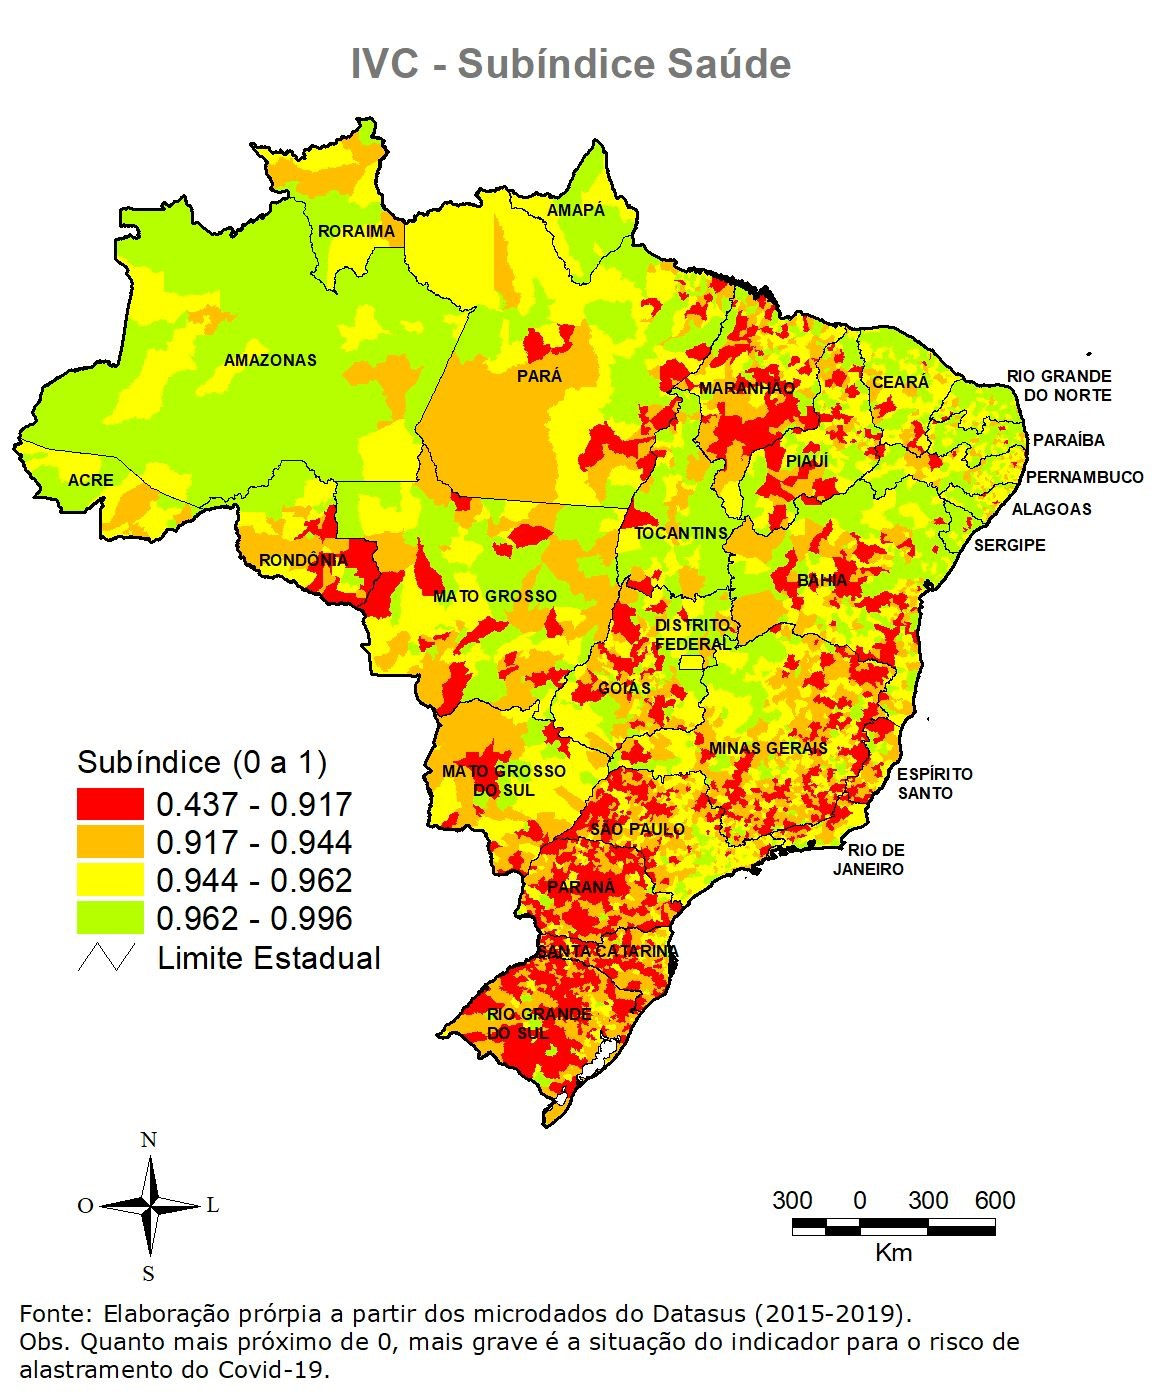 IVC - Subíndice Saúde
RORAIMA
AMAPÁ
AMAZONAS
PARÁ
MARANHÃO
CEARÁ
RIO GRANDE
DO NORTE
PARAÍBA
PIAUÍ
ACRE
PERNAMBUCO
ALAGOAS
TOCANTINS
SERGIPE
RONDÔNIA
BAHIA
MATO GROSSO
DISTRITO
FEDERAL
GOIÁS
MINAS GERAIS
MATO GROSSO
DO SUL
ESPÍRITO
SANTO
SÃO PAULO
RIO DE
JANEIRO
PARANÁ
SANTA CATARINA
RIO GRANDE
DO SUL
Subíndice (0 a 1)
0.437 - 0.917
0.917 - 0.944
0.944 - 0.962
0.962 - 0.996
Limite Estadual
N
O
L
S
300 0 300 600
Km
Fonte: Elaboração prórpia a partir dos microdados do Datasus (2015-2019).
Obs. Quanto mais próximo de 0, mais grave é a situação do indicador para o risco de
alastramento do Covid-19.